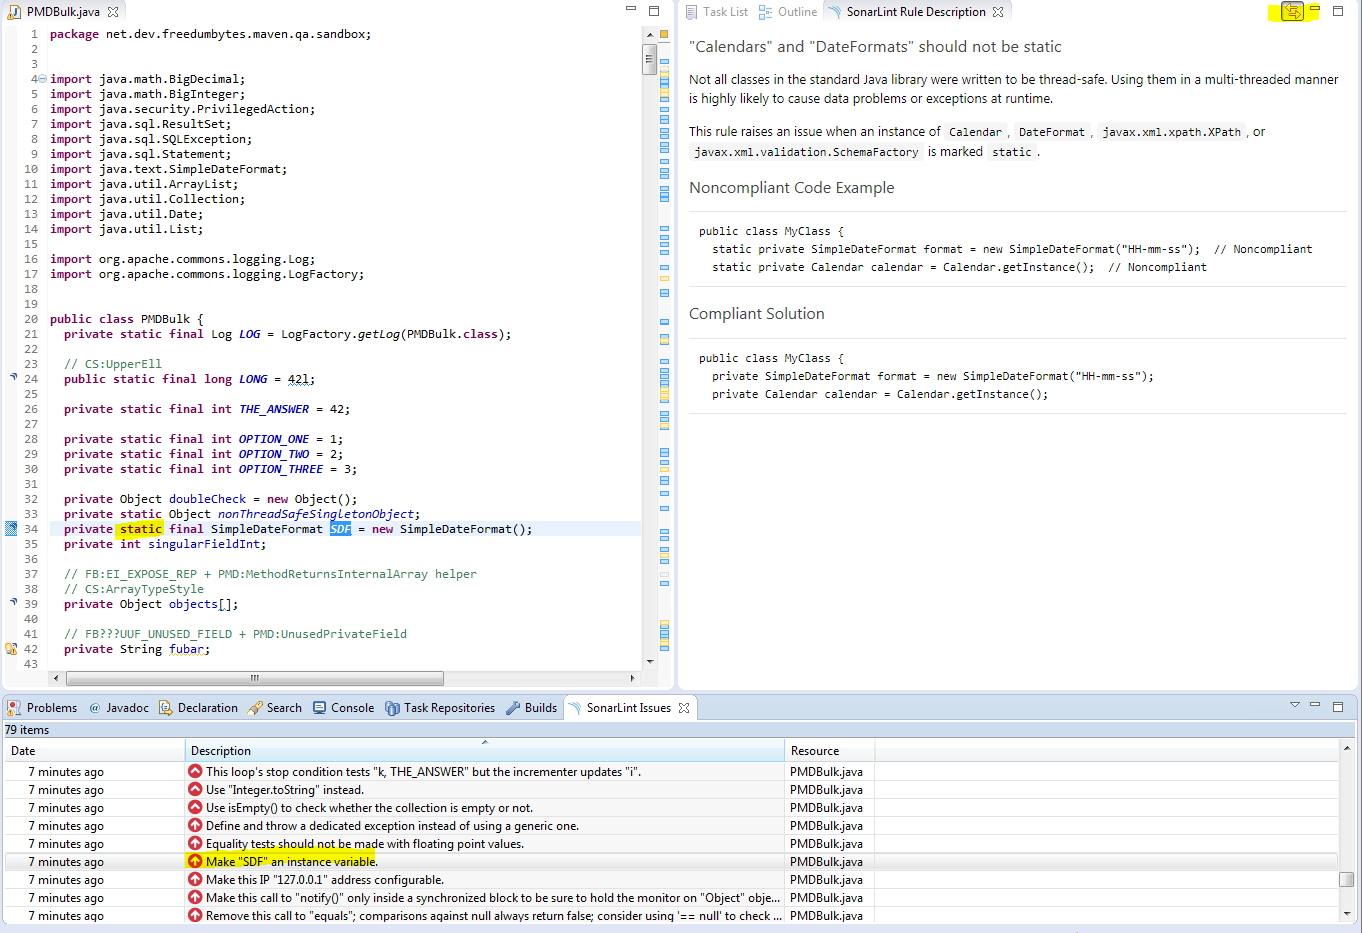 PMDBulk.java
1 package net.dev.freedumbytes.maven.qa.sandbox;
2
3
4 import java.math.BigDecimal;
5 import java.math.BigInteger;
6 import java.security.PrivilegedAction;
7 import java.sql.ResultSet;
8 import java.sql.SQLException;
9 import java.sql.Statement;
10 import java.text.SimpleDateFormat;
11 import java.util.ArrayList;
12 import java.util.Collection;
13 import java.util.Date;
14 import java.util.List;
15
16 import org.apache.commons.logging.Log;
17 import org.apache.commons.logging.LogFactory;
18
19
20 public class PMDBulk {
21 private static final Log LOG = LogFactory.getLog(PMDBulk.class);
22
23 // CS:UpperEll
24 public static final long LONG = 42l;
25
26 private static final int THE_ANSWER = 42;
27
28 private static final int OPTION_ONE = 1;
29 private static final int OPTION_TWO = 2;
30 private static final int OPTION_THREE = 3;
31
32 private Object doubleCheck = new Object();
33 private static Object nonThreadSafeSingletonObject;
34 private static final SimpleDateFormat SDF = new SimpleDateFormat();
35 private int singularFieldInt;
36
37 // FB:EI_EXPOSE_REP + PMD:MethodReturnsInternalArray helper
38 // CS:ArrayTypeStyle
39 private Object objects[];
40
41 // FB???UUF_UNUSED_FIELD + PMD:UnusedPrivateField
42 private String fubar;
43
Task List Outline SonarLint Rule Description
"Calendars" and "DateFormats" should not be static
Not all classes in the standard Java library were written to be thread-safe. Using them in a multi-threaded manner
is highly likely to cause data problems or exceptions at runtime.
This rule raises an issue when an instance of Calendar , DateFormat , javax.xml.xpath.XPath , or
javax.xml.validation.SchemaFactory is marked static .
Noncompliant Code Example
public class MyClass {
static private SimpleDateFormat format = new SimpleDateFormat("HH-mm-ss"); // Noncompliant
static private Calendar calendar = Calendar.getInstance(); // Noncompliant
Compliant Solution
public class MyClass {
private SimpleDateFormat format = new SimpleDateFormat("HH-mm-ss");
private Calendar calendar = Calendar.getInstance();
Problems @ Javadoc Declaration Search Console Task Repositories Builds SonarLint Issues
79 items
Date Description Resource
7 minutes ago This loop's stop condition tests "k, THE_ANSWER" but the incrementer updates "i". PMDBulk.java
7 minutes ago Use "Integer.toString" instead. PMDBulk.java
7 minutes ago Use isEmpty() to check whether the collection is empty or not. PMDBulk.java
7 minutes ago Define and throw a dedicated exception instead of using a generic one. PMDBulk.java
7 minutes ago Equality tests should not be made with floating point values. PMDBulk.java
7 minutes ago Make "SDF" an instance variable. PMDBulk.java
7 minutes ago Make this IP "127.0.0.1" address configurable. PMDBulk.java
7 minutes ago Make this call to "notify()" only inside a synchronized block to be sure to hold the monitor on "Object" obje... PMDBulk.java
7 minutes ago Remove this call to "equals"; comparisons against null always return false; consider using '== null' to check ... PMDBulk.java